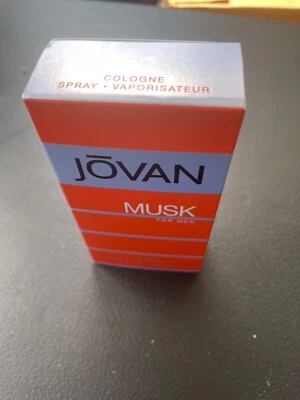 COLOGNE
SPRAY • VAPORISATEUR
JŌVAN
MUSK
FOR MEN